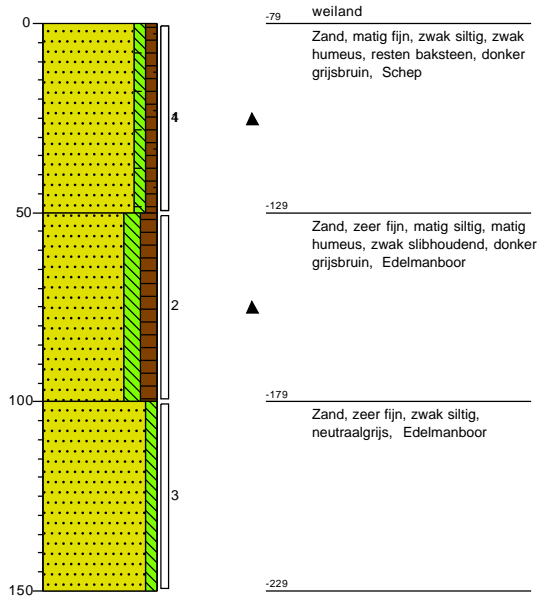 weiland
0
-79
Zand, matig fijn, zwak siltig, zwak
humeus, resten baksteen, donker
grijsbruin, Schep
50
-129
Zand, zeer fijn, matig siltig, matig
humeus, zwak slibhoudend, donker
grijsbruin, Edelmanboor
2
100
-179
Zand, zeer fijn, zwak siltig,
neutraalgrijs, Edelmanboor
3
150
-229